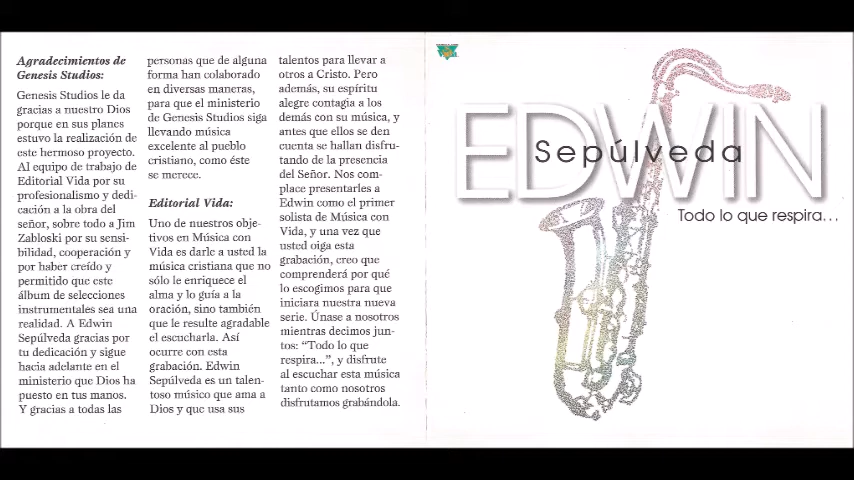 Agradecimientos de
Genesis Studios:
Genesis Studios le da
gracias a nuestro Dios
porque en sus planes
estuvo la realización de
este hermoso proyecto.
Al equipo de trabajo de
Editorial Vida por su
profesionalismo y dedi-
cación a la obra del
señor, sobre todo a Jim
Zabloski por su sensi-
bilidad, cooperación y
por haber creído y
permitido que este
álbum de selecciones
instrumentales sea una
realidad. A Edwin
Sepúlveda gracias por
tu dedicación y sigue
hacia adelante en el
ministerio que Dios ha
puesto en tus manos.
Y gracias a todas las
personas que de alguna
forma han colaborado
en diversas maneras,
para que el ministerio
de Genesis Studios siga
llevando música
excelente al pueblo
cristiano, como éste
se merece.
Editorial Vida:
Uno de nuestros obje-
tivos en Música con
Vida es darle a usted la
música cristiana que no
sólo le enriquece el
alma y lo guía a la
oración, sino también
que le resulte agradable
el escucharla. Así
ocurre con esta
grabación. Edwin
Sepúlveda es un talen-
toso músico que ama a
Dios y que usa sus
talentos para llevar a
otros a Cristo. Pero
además, su espíritu
alegre contagia a los
demás con su música, y
antes que ellos se den
cuenta se hallan disfru-
tando de la presencia
del Señor. Nos com-
place presentarles a
Edwin como el primer
solista de Música con
Vida, y una vez que
usted oiga esta
grabación, creo que
comprenderá por qué
lo escogimos para que
iniciara nuestra nueva
serie. Únase a nosotros
mientras decimos jun-
tos: “Todo lo que
respira...”, y disfrute
al escuchar esta música
tanto como nosotros
disfrutamos grabándola.
EDWIN
Sepúlveda
Todo lo que respira...